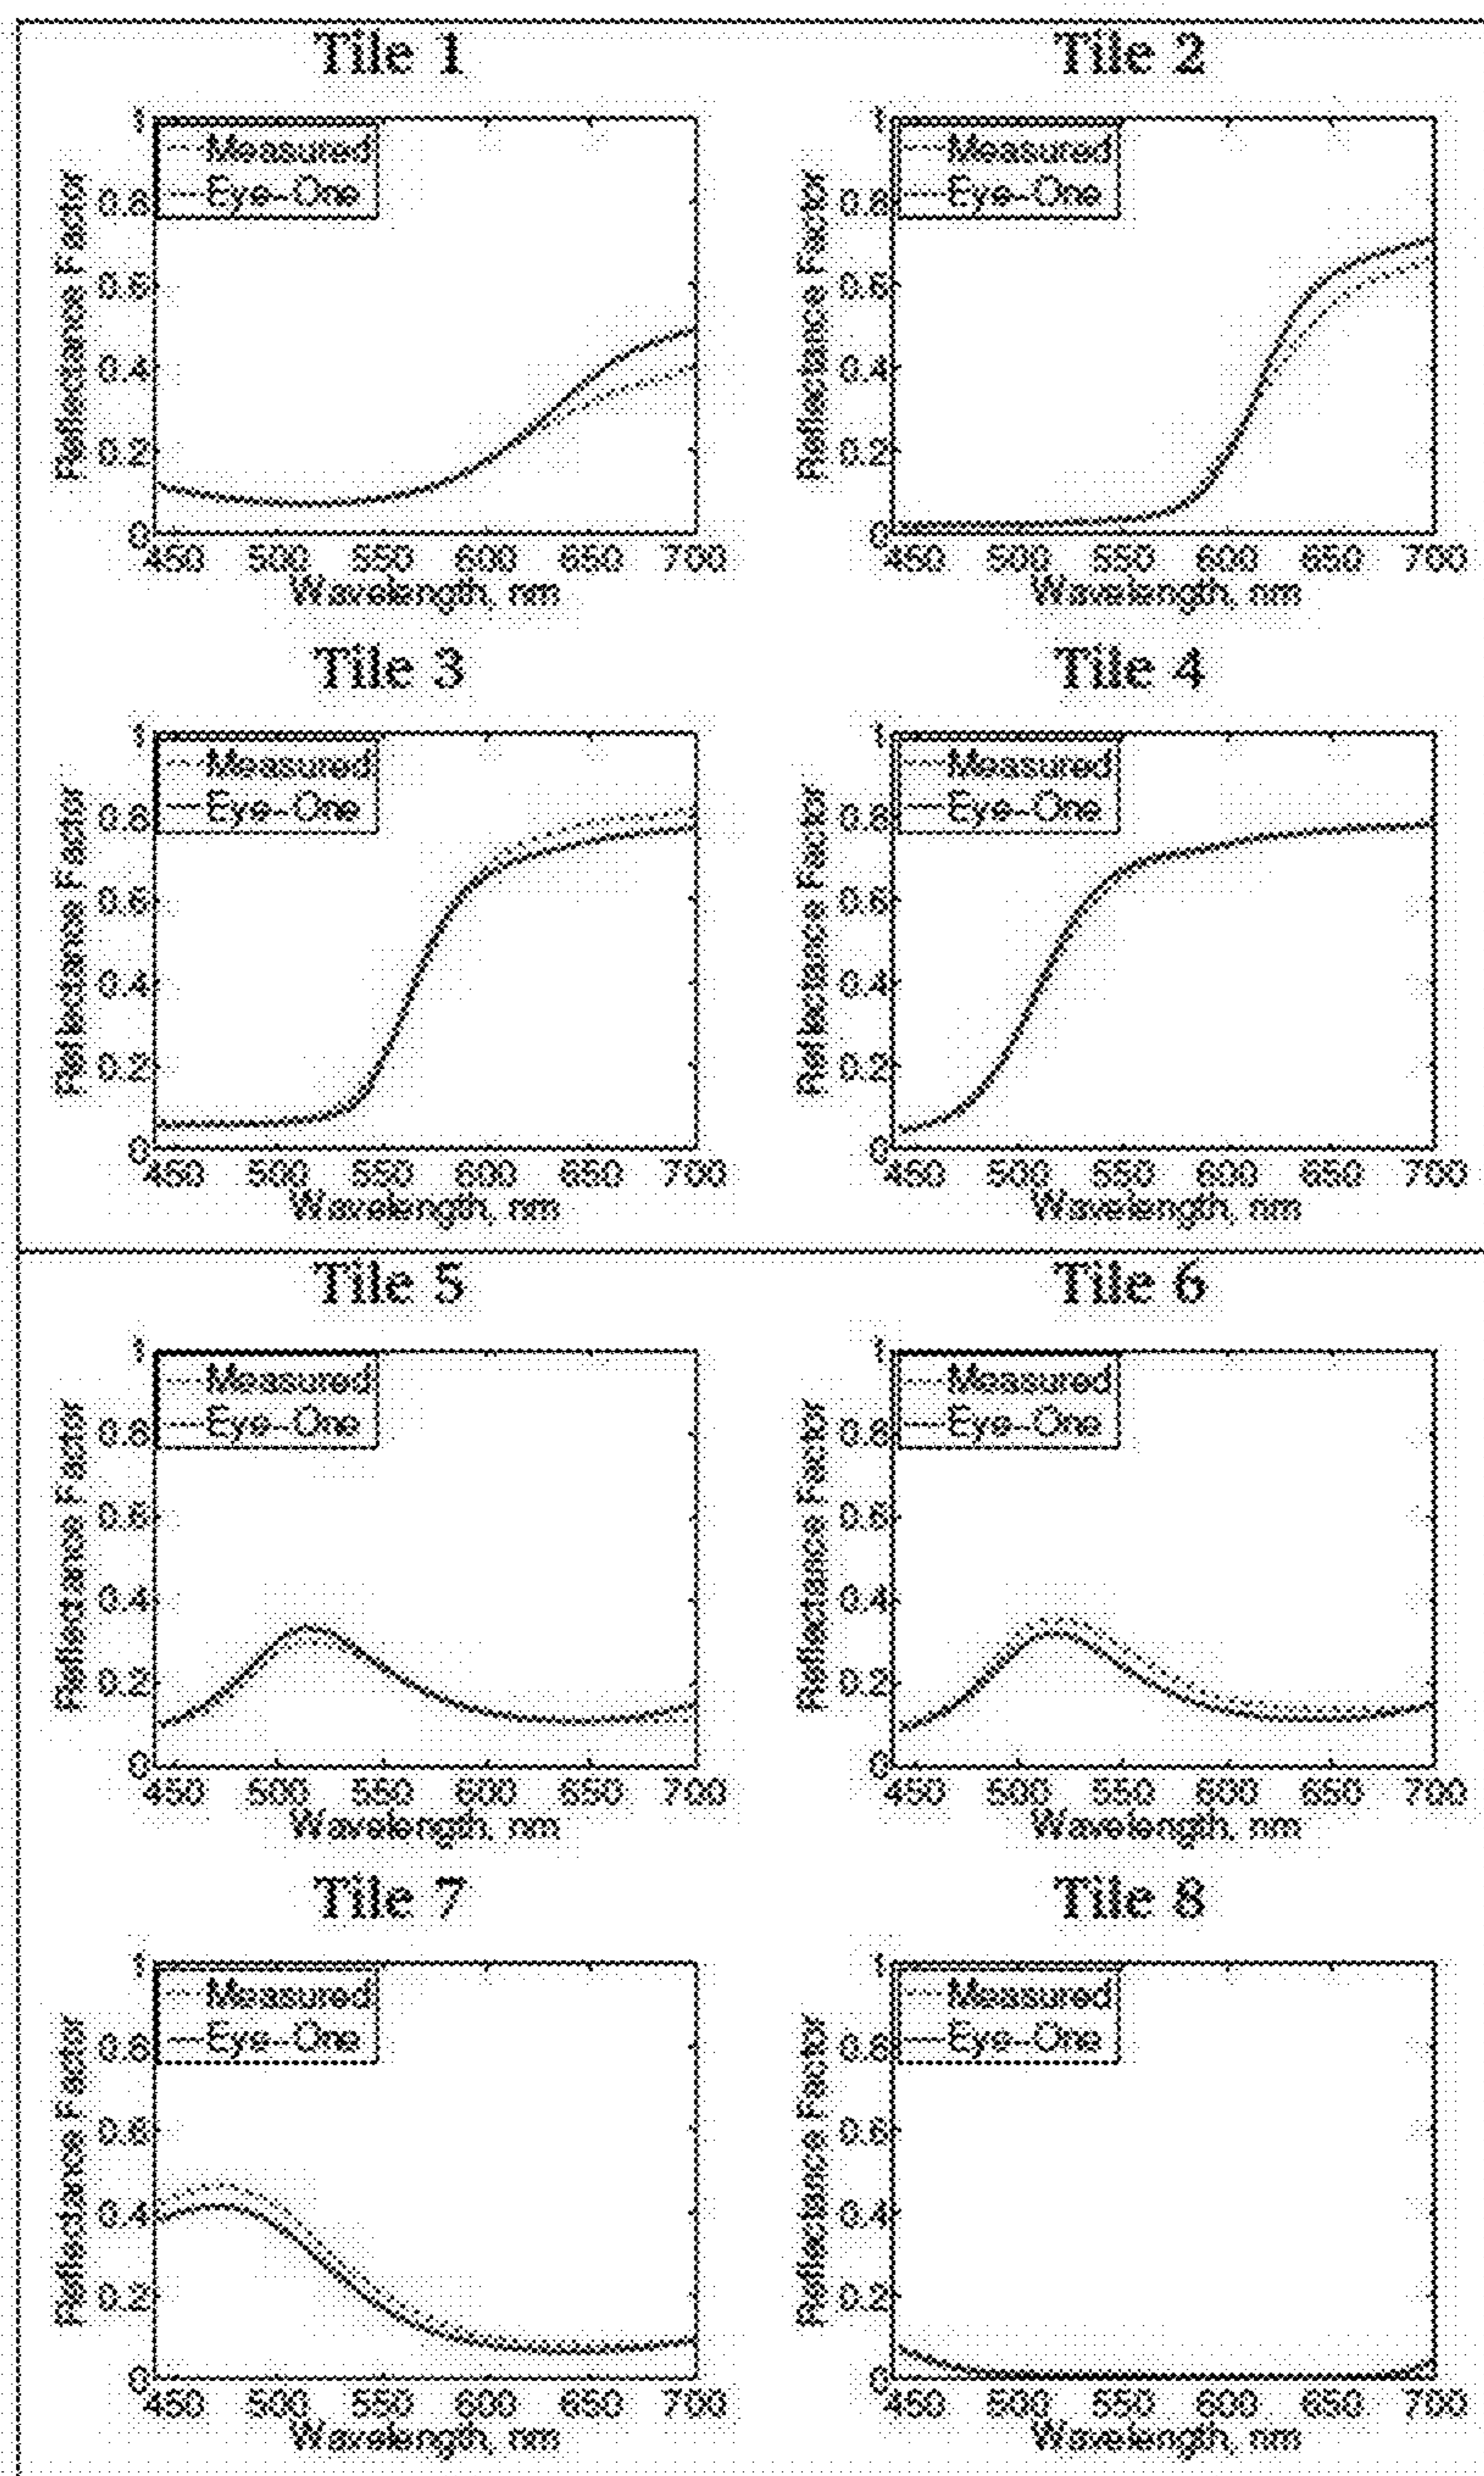 Tile 1
1
0.8
0.6
0.4
0.2
0
Measured
Eye-One
Reflectance Factor
450 500 550 600 650 700
Wavelength, nm
Tile 2
1
0.8
0.6
0.4
0.2
0
Measured
Eye-One
Reflectance Factor
450 500 550 600 650 700
Wavelength, nm
Tile 3
1
0.8
0.6
0.4
0.2
0
Measured
Eye-One
Reflectance Factor
450 500 550 600 650 700
Wavelength, nm
Tile 4
1
0.8
0.6
0.4
0.2
0
Measured
Eye-One
Reflectance Factor
450 500 550 600 650 700
Wavelength, nm
Tile 5
1
0.8
0.6
0.4
0.2
0
Measured
Eye-One
Reflectance Factor
450 500 550 600 650 700
Wavelength, nm
Tile 6
1
0.8
0.6
0.4
0.2
0
Measured
Eye-One
Reflectance Factor
450 500 550 600 650 700
Wavelength, nm
Tile 7
1
0.8
0.6
0.4
0.2
0
Measured
Eye-One
Reflectance Factor
450 500 550 600 650 700
Wavelength, nm
Tile 8
1
0.8
0.6
0.4
0.2
0
Measured
Eye-One
Reflectance Factor
450 500 550 600 650 700
Wavelength, nm